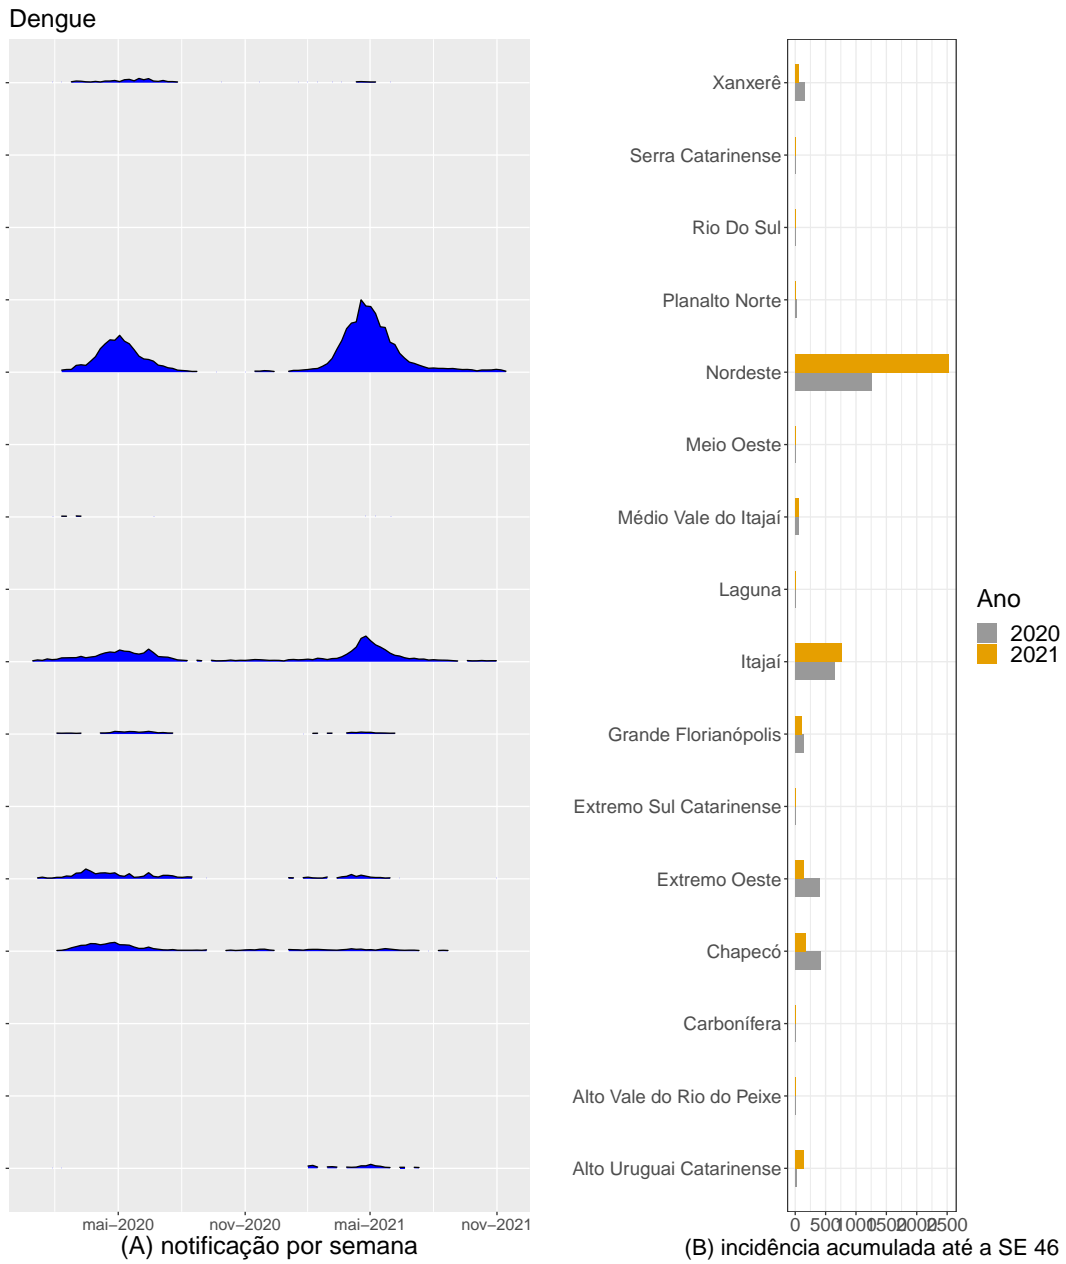 Dengue
Xanxerê
Serra Catarinense
Rio Do Sul
Planalto Norte
Nordeste
Meio Oeste
Médio Vale do Itajaí
Laguna
Itajaí
Grande Florianópolis
Extremo Sul Catarinense
Extremo Oeste
Chapecó
Carbonífera
Alto Vale do Rio do Peixe
Alto Uruguai Catarinense
Ano
2020
2021
mai–2020 nov–2020 mai–2021 nov–2021
0 500 1000 1500 2000 2500
(A) notificação por semana
(B) incidência acumulada até a SE 46